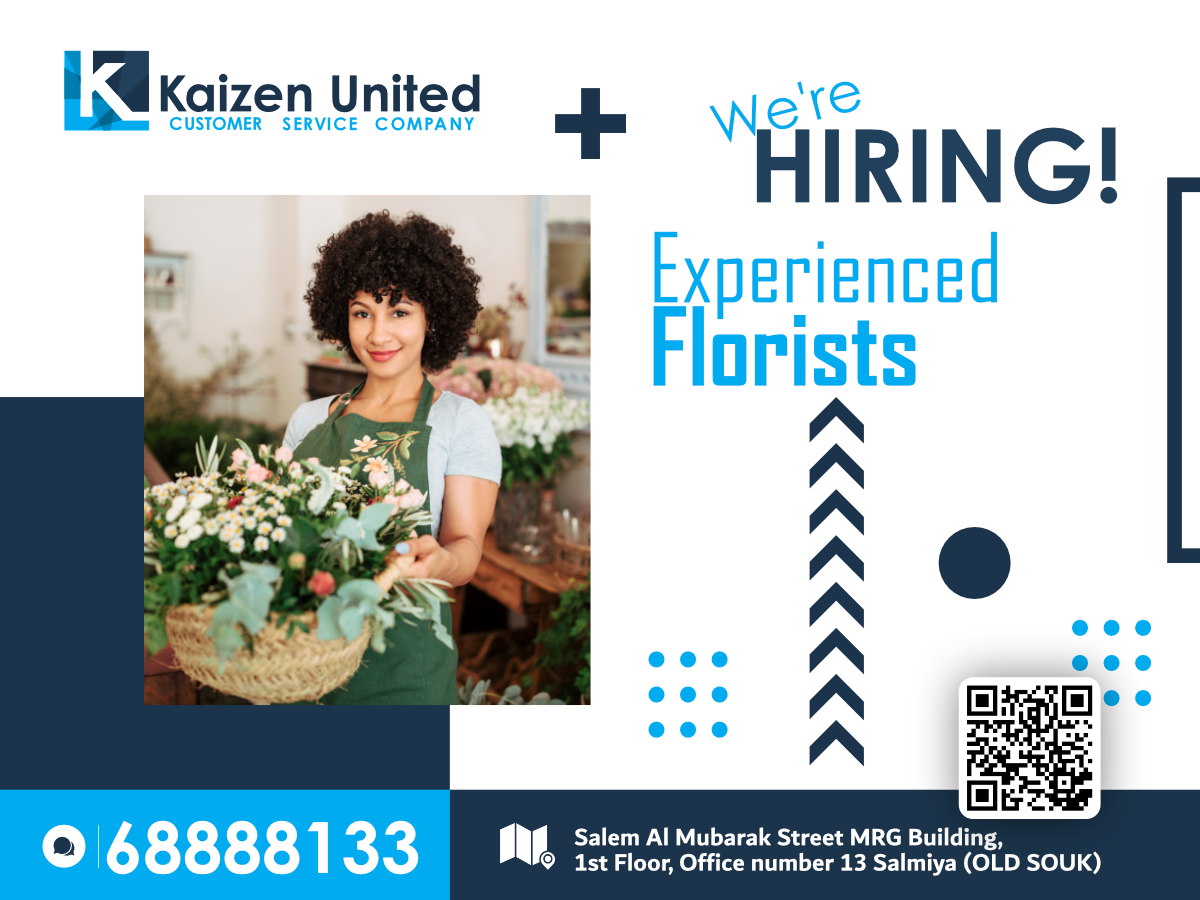 Kaizen United
CUSTOMER SERVICE COMPANY
We're
HIRING!
Experienced
Florists
68888133
Salem Al Mubarak Street MRG Building,
1st Floor, Office number 13 Salmiya (OLD SOUK)